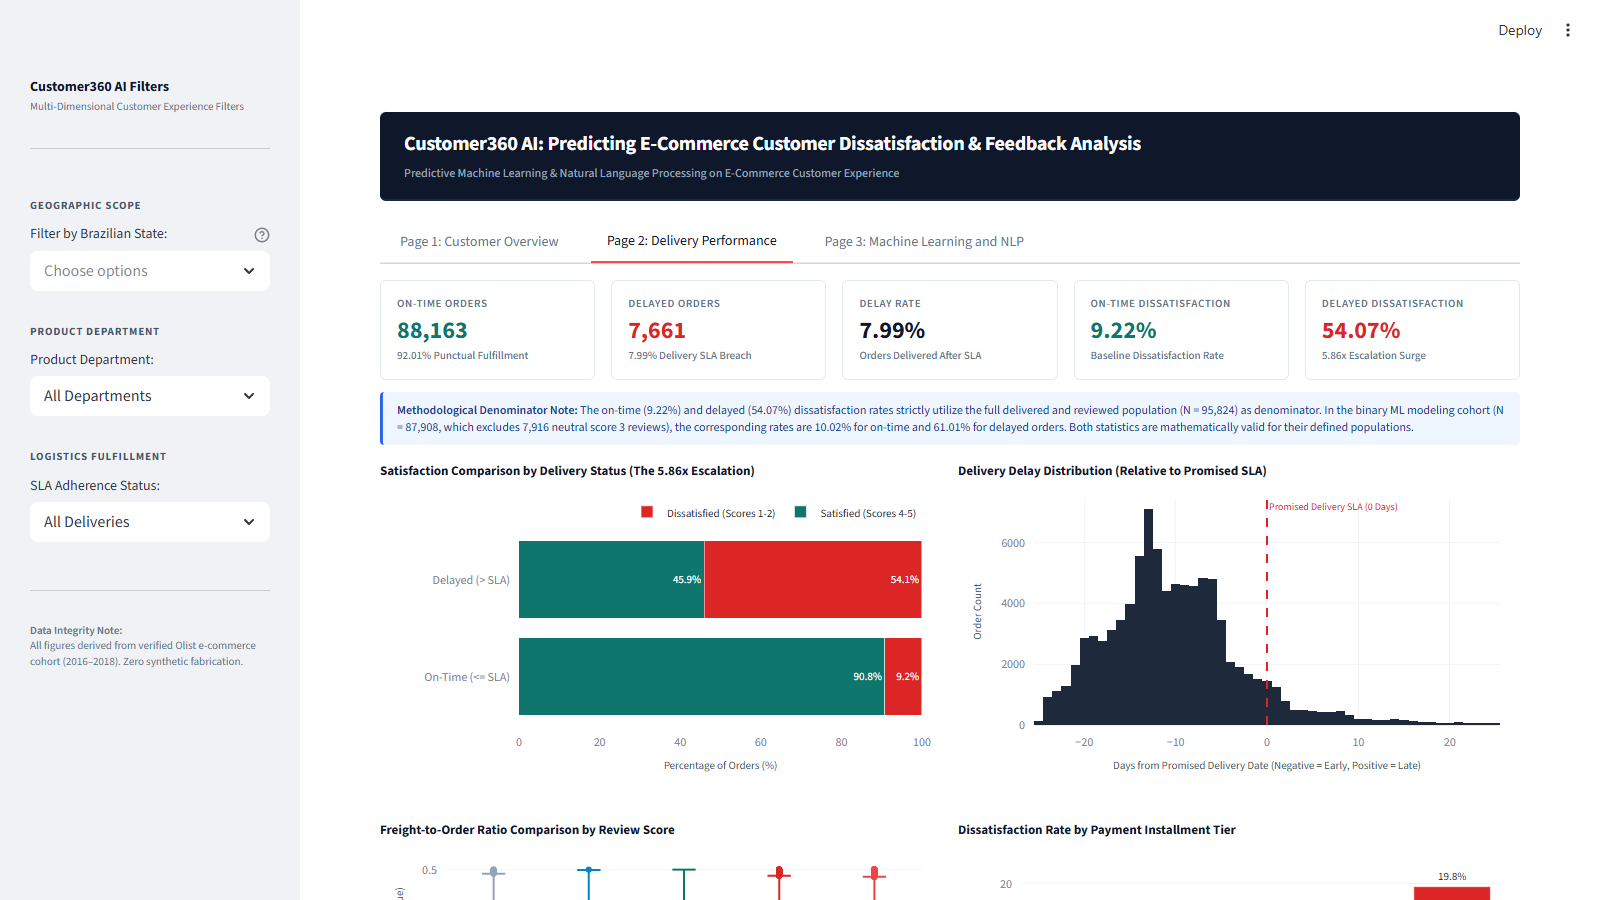 Deploy
Customer360 AI Filters
Multi-Dimensional Customer Experience Filters
GEOGRAPHIC SCOPE
Filter by Brazilian State:
Choose options
PRODUCT DEPARTMENT
Product Department:
All Departments
LOGISTICS FULFILLMENT
SLA Adherence Status:
All Deliveries
Data Integrity Note:
All figures derived from verified Olist e-commerce
cohort (2016–2018). Zero synthetic fabrication.
Customer360 AI: Predicting E-Commerce Customer Dissatisfaction & Feedback Analysis
Predictive Machine Learning & Natural Language Processing on E-Commerce Customer Experience
Page 1: Customer Overview
Page 2: Delivery Performance
Page 3: Machine Learning and NLP
ON-TIME ORDERS
88,163
92.01% Punctual Fulfillment
DELAYED ORDERS
7,661
7.99% Delivery SLA Breach
DELAY RATE
7.99%
Orders Delivered After SLA
ON-TIME DISSATISFACTION
9.22%
Baseline Dissatisfaction Rate
DELAYED DISSATISFACTION
54.07%
5.86x Escalation Surge
Methodological Denominator Note: The on-time (9.22%) and delayed (54.07%) dissatisfaction rates strictly utilize the full delivered and reviewed population (N = 95,824) as denominator. In the binary ML modeling cohort (N
= 87,908, which excludes 7,916 neutral score 3 reviews), the corresponding rates are 10.02% for on-time and 61.01% for delayed orders. Both statistics are mathematically valid for their defined populations.
Satisfaction Comparison by Delivery Status (The 5.86x Escalation)
Dissatisfied (Scores 1-2)
Satisfied (Scores 4-5)
Delayed (> SLA)
45.9%
54.1%
On-Time (<= SLA)
90.8%
9.2%
0
20
40
60
80
100
Percentage of Orders (%)
Delivery Delay Distribution (Relative to Promised SLA)
Promised Delivery SLA (0 Days)
Order Count
6000
4000
2000
0
−20
−10
0
10
20
Days from Promised Delivery Date (Negative = Early, Positive = Late)
Freight-to-Order Ratio Comparison by Review Score
0.5
ue)
Dissatisfaction Rate by Payment Installment Tier
20
19.8%